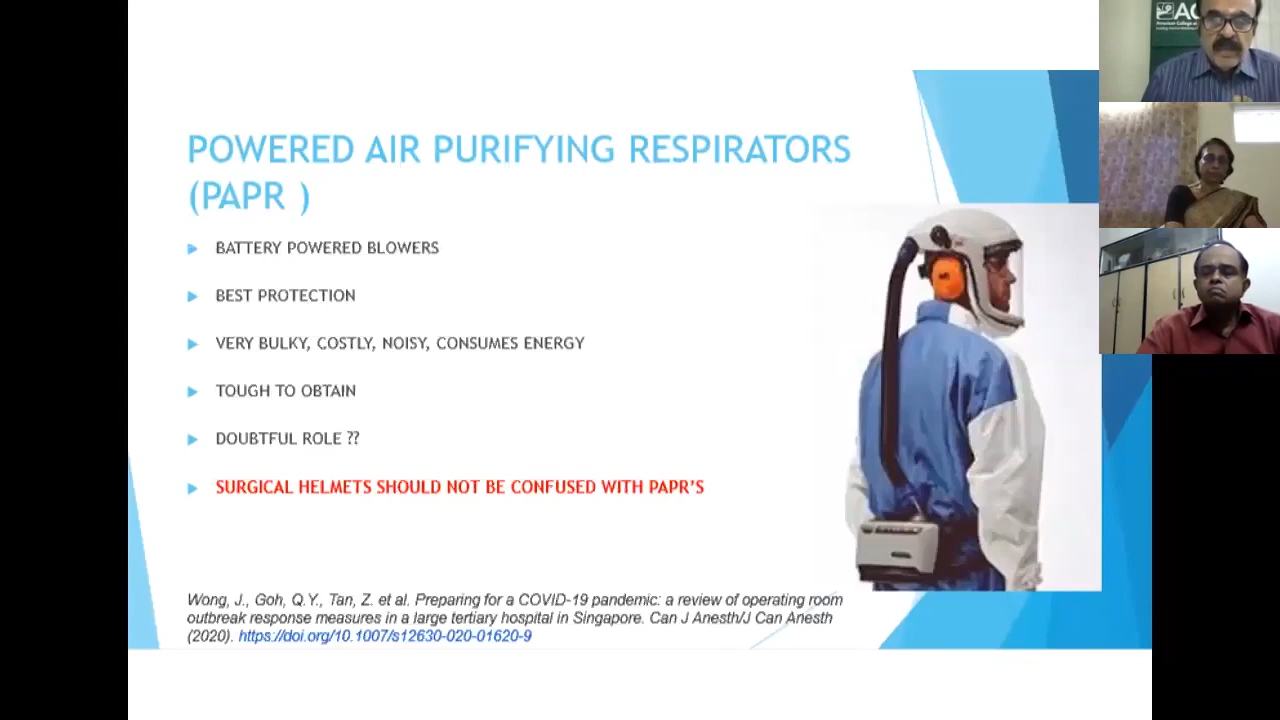 POWERED AIR PURIFYING RESPIRATORS
(PAPR )
BATTERY POWERED BLOWERS
BEST PROTECTION
VERY BULKY, COSTLY, NOISY, CONSUMES ENERGY
TOUGH TO OBTAIN
DOUBTFUL ROLE ??
SURGICAL HELMETS SHOULD NOT BE CONFUSED WITH PAPR'S
Wong, J., Goh, Q.Y., Tan, Z. et al. Preparing for a COVID-19 pandemic: a review of operating room
outbreak response measures in a large tertiary hospital in Singapore. Can J Anesth/J Can Anesth
(2020). https://doi.org/10.1007/s12630-020-01620-9
AC
American College